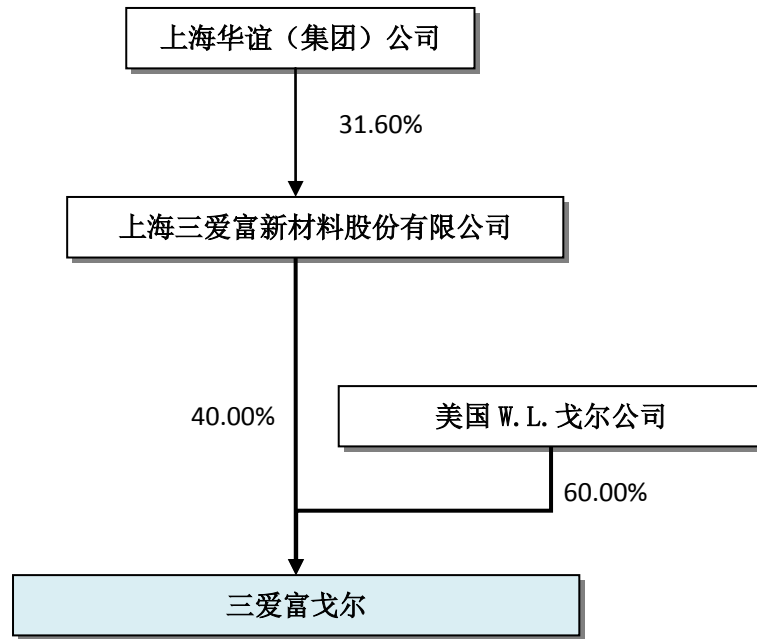 上海华谊（集团）公司
31.60%
上海三爱富新材料股份有限公司
40.00%
美国 W.L.戈尔公司
60.00%
三爱富戈尔